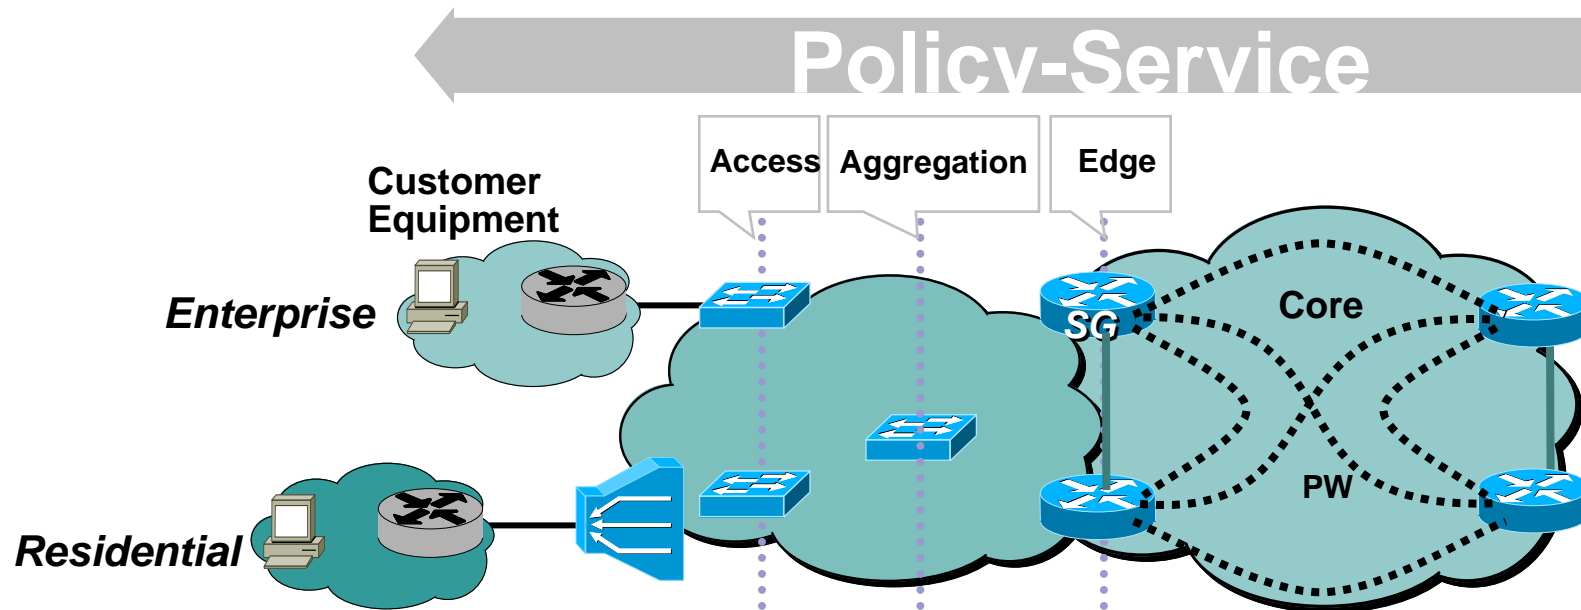 Policy-Service
Access
Aggregation
Edge
Customer
Equipment
Enterprise
SG
Core
PW
Residential